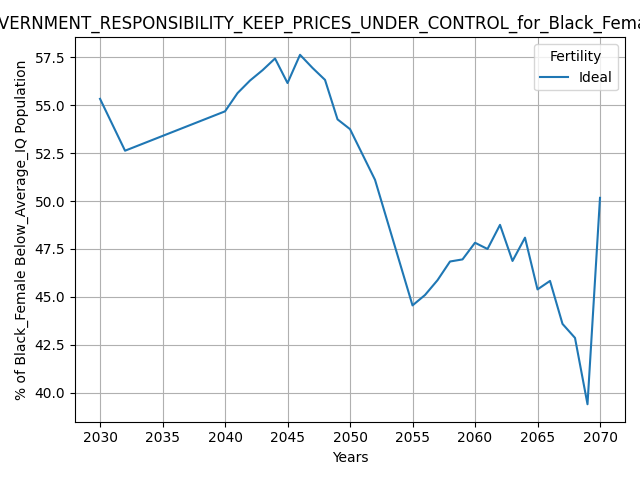 VERNMENT_RESPONSIBILITY_KEEP_PRICES_UNDER_CONTROL_for_Black_Fema
Fertility
Ideal
% of Black_Female Below_Average_IQ Population
57.5
55.0
52.5
50.0
47.5
45.0
42.5
40.0
2030 2035 2040 2045 2050 2055 2060 2065 2070
Years